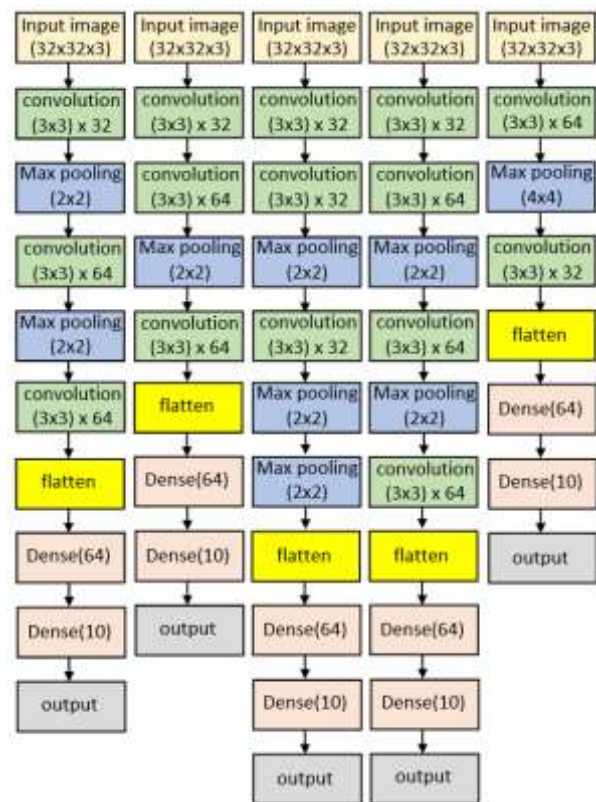 Input image
(32x32x3)
convolution
(3x3) x 32
Max pooling
(2x2)
convolution
(3x3) x 64
Max pooling
(2x2)
convolution
(3x3) x 64
flatten
Dense(64)
Dense(10)
output
Input image
(32x32x3)
convolution
(3x3) x 32
convolution
(3x3) x 64
Max pooling
(2x2)
convolution
(3x3) x 64
flatten
Dense(64)
Dense(10)
output
Input image
(32x32x3)
convolution
(3x3) x 32
convolution
(3x3) x 32
Max pooling
(2x2)
convolution
(3x3) x 32
Max pooling
(2x2)
Max pooling
(2x2)
flatten
Dense(64)
Dense(10)
output
Input image
(32x32x3)
convolution
(3x3) x 32
convolution
(3x3) x 64
Max pooling
(2x2)
convolution
(3x3) x 64
Max pooling
(2x2)
convolution
(3x3) x 64
flatten
Dense(64)
Dense(10)
output
Input image
(32x32x3)
convolution
(3x3) x 64
Max pooling
(4x4)
convolution
(3x3) x 32
flatten
Dense(64)
Dense(10)
output